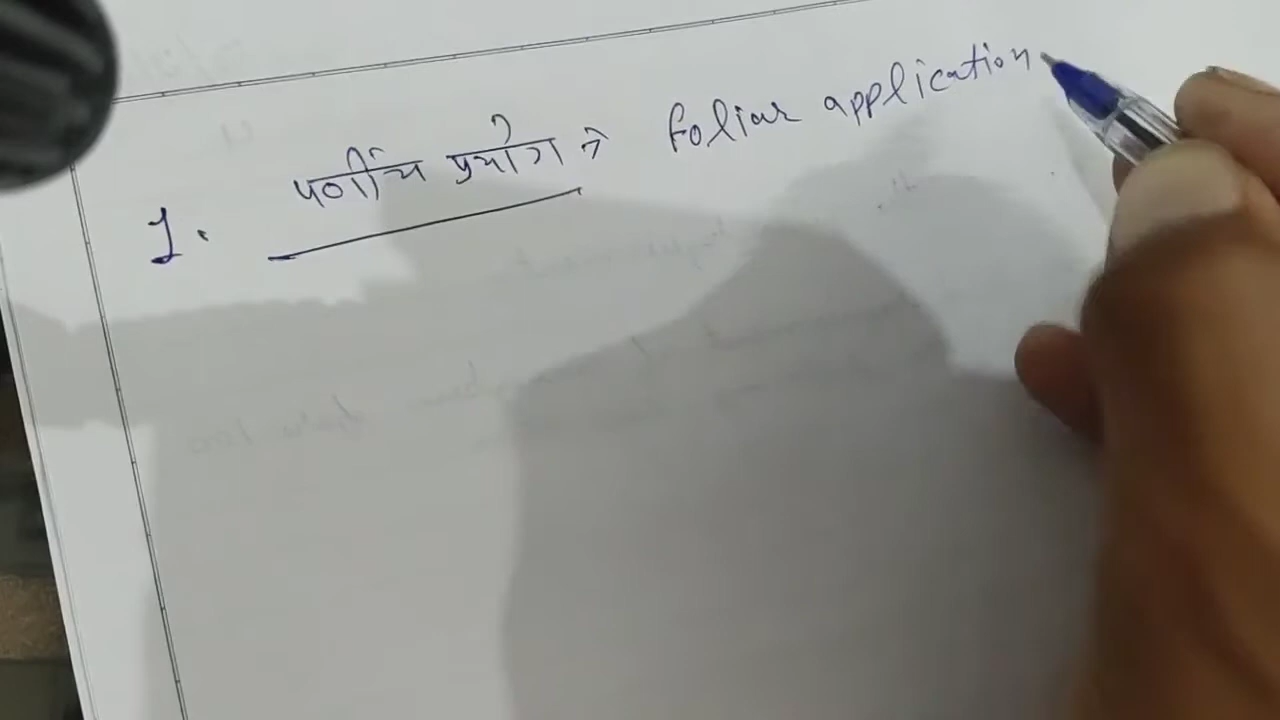 1. पर्णीय प्रयोग → foliar application